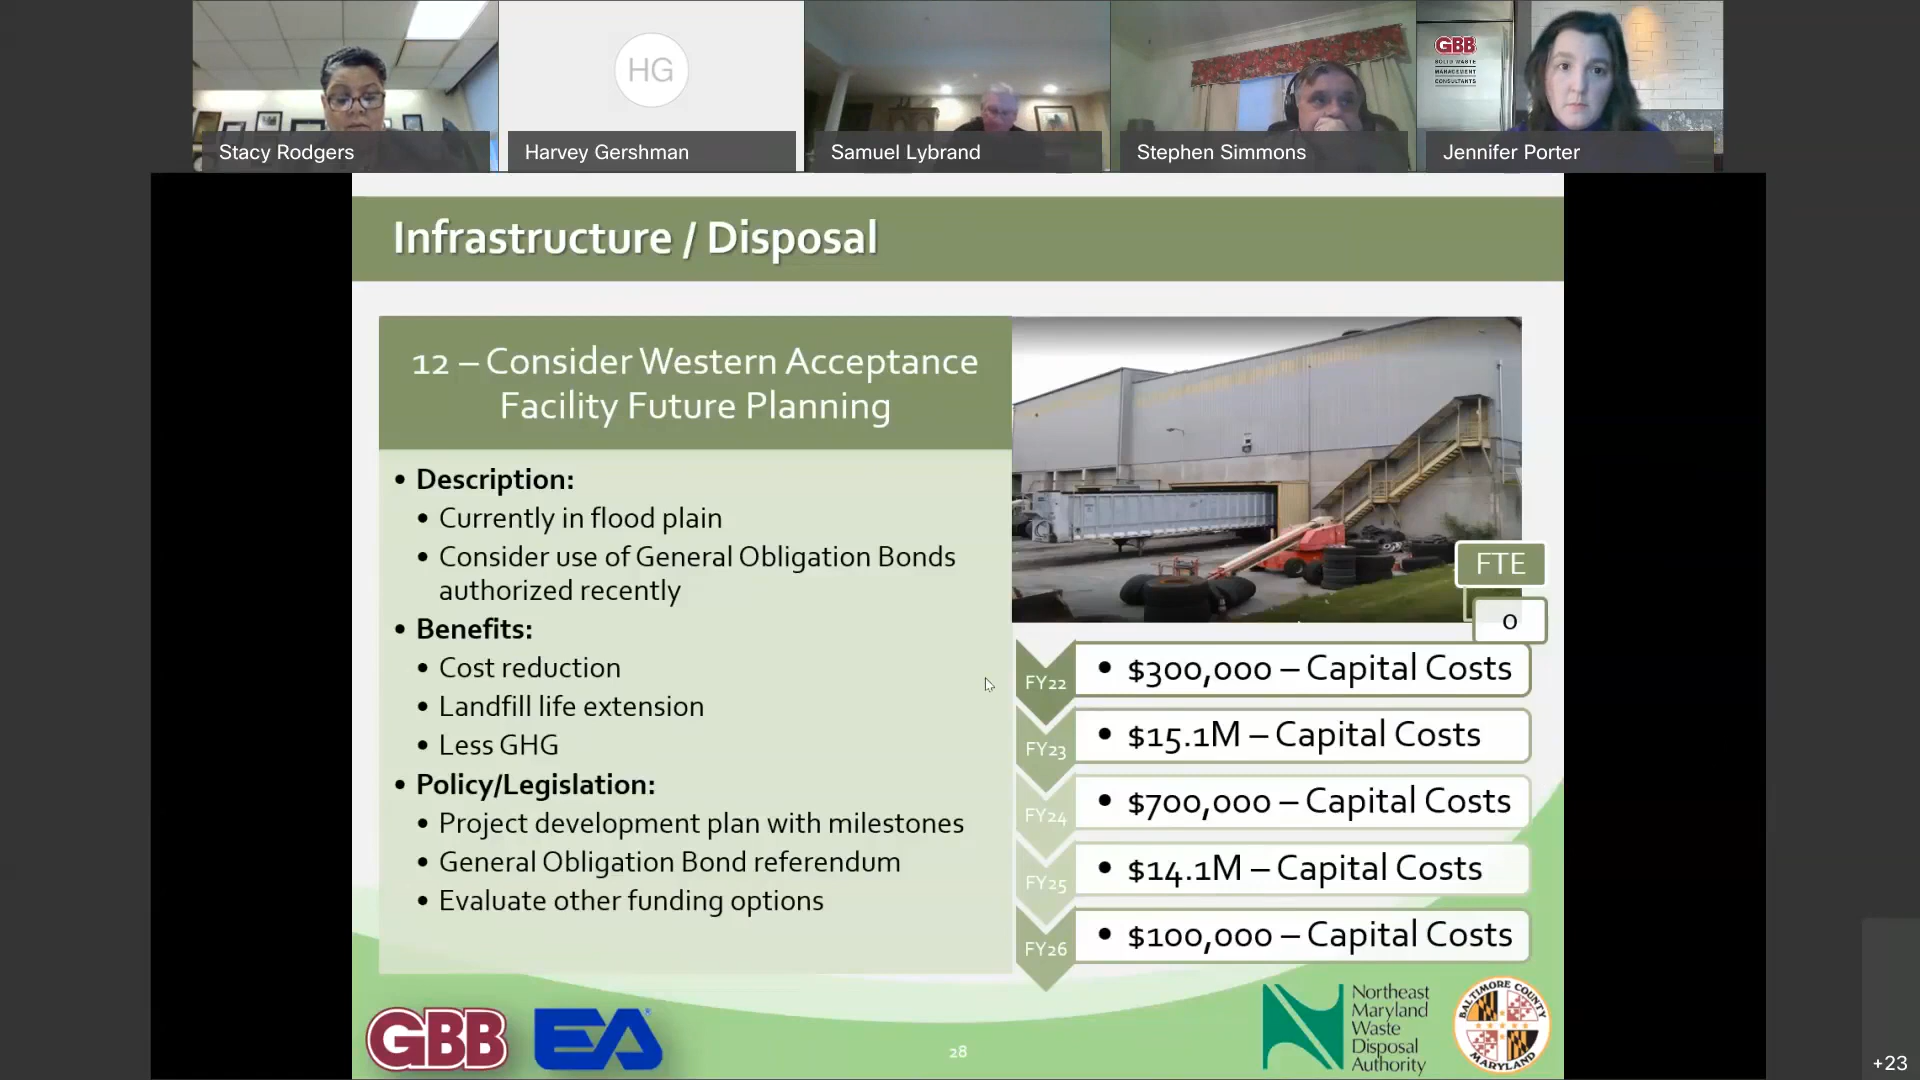 GBB
SOLID WASTE
MANAGEMENT
CONSULTANTS
HG
Stacy Rodgers
Harvey Gershman
Samuel Lybrand
Stephen Simmons
Jennifer Porter
Infrastructure / Disposal
12 – Consider Western Acceptance
Facility Future Planning
• Description:
• Currently in flood plain
• Consider use of General Obligation Bonds
authorized recently
• Benefits:
• Cost reduction
• Landfill life extension
• Less GHG
• Policy/Legislation:
• Project development plan with milestones
• General Obligation Bond referendum
• Evaluate other funding options
FTE
0
FY22
• $300,000 – Capital Costs
FY23
• $15.1M – Capital Costs
FY24
• $700,000 – Capital Costs
FY25
• $14.1M – Capital Costs
FY26
• $100,000 – Capital Costs
GBB
EA®
28
Northeast
Maryland
Waste
Disposal
Authority
BALTIMORE COUNTY
MARYLAND
+23